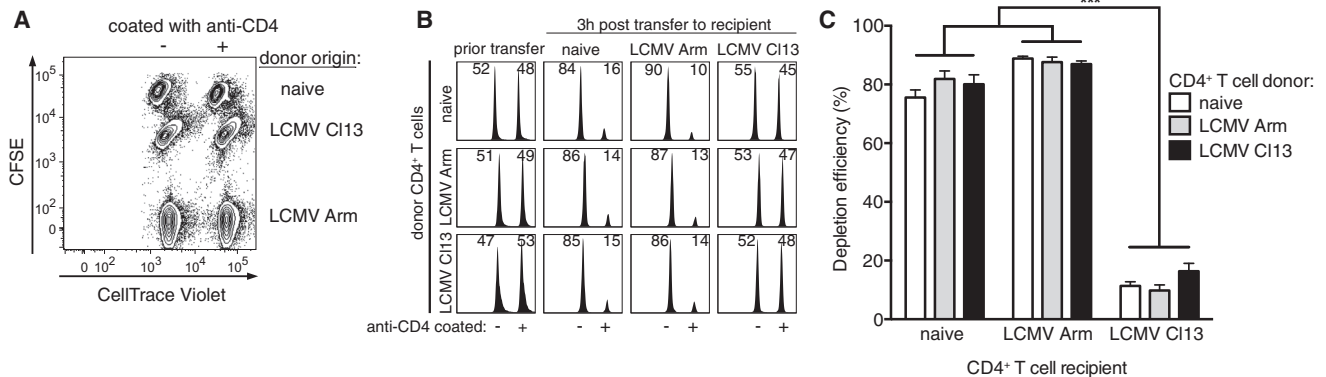 A
coated with anti-CD4
- +
donor origin:
naive
LCMV Cl13
LCMV Arm
10⁵
10⁴
10³
10²
0
CFSE
0 10² 10³ 10⁴ 10⁵
CellTrace Violet
B
3h post transfer to recipient
prior transfer naive LCMV Arm LCMV Cl13
donor CD4⁺ T cells
naive
52 48 84 16 90 10 55 45
LCMV Arm
51 49 86 14 87 13 53 47
LCMV Cl13
47 53 85 15 86 14 52 48
anti-CD4 coated: - + - + - + - +
C
***
100
80
60
40
20
0
Depletion efficiency (%)
naive LCMV Arm LCMV Cl13
CD4⁺ T cell recipient
CD4⁺ T cell donor:
naive
LCMV Arm
LCMV Cl13